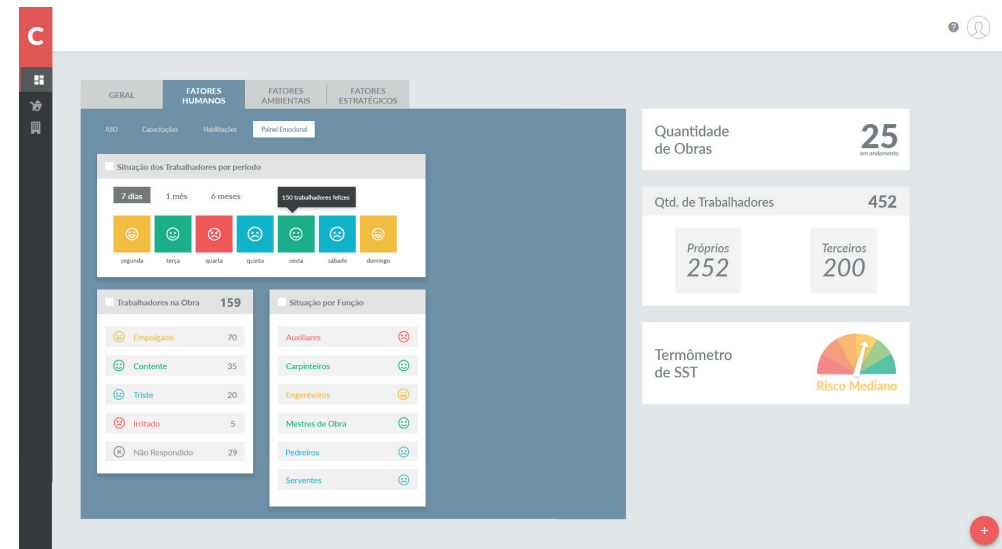 C
?
GERAL
FATORES
HUMANOS
FATORES
AMBIENTAIS
FATORES
ESTRATÉGICOS
ASO
Capacitações
Habilitações
Painel Emocional
Situação dos Trabalhadores por período
7 dias
1 mês
6 meses
150 trabalhadores felizes
segunda
terça
quarta
quinta
sexta
sábado
domingo
Trabalhadores na Obra 159
Empolgado 70
Contente 35
Triste 20
Irritado 5
Não Respondido 29
Situação por Função
Auxiliares
Carpinteiros
Engenheiros
Mestres de Obra
Pedreiros
Serventes
Quantidade
de Obras
25
em andamento
Qtd. de Trabalhadores 452
Próprios
252
Terceiros
200
Termômetro
de SST
Risco Mediano
+